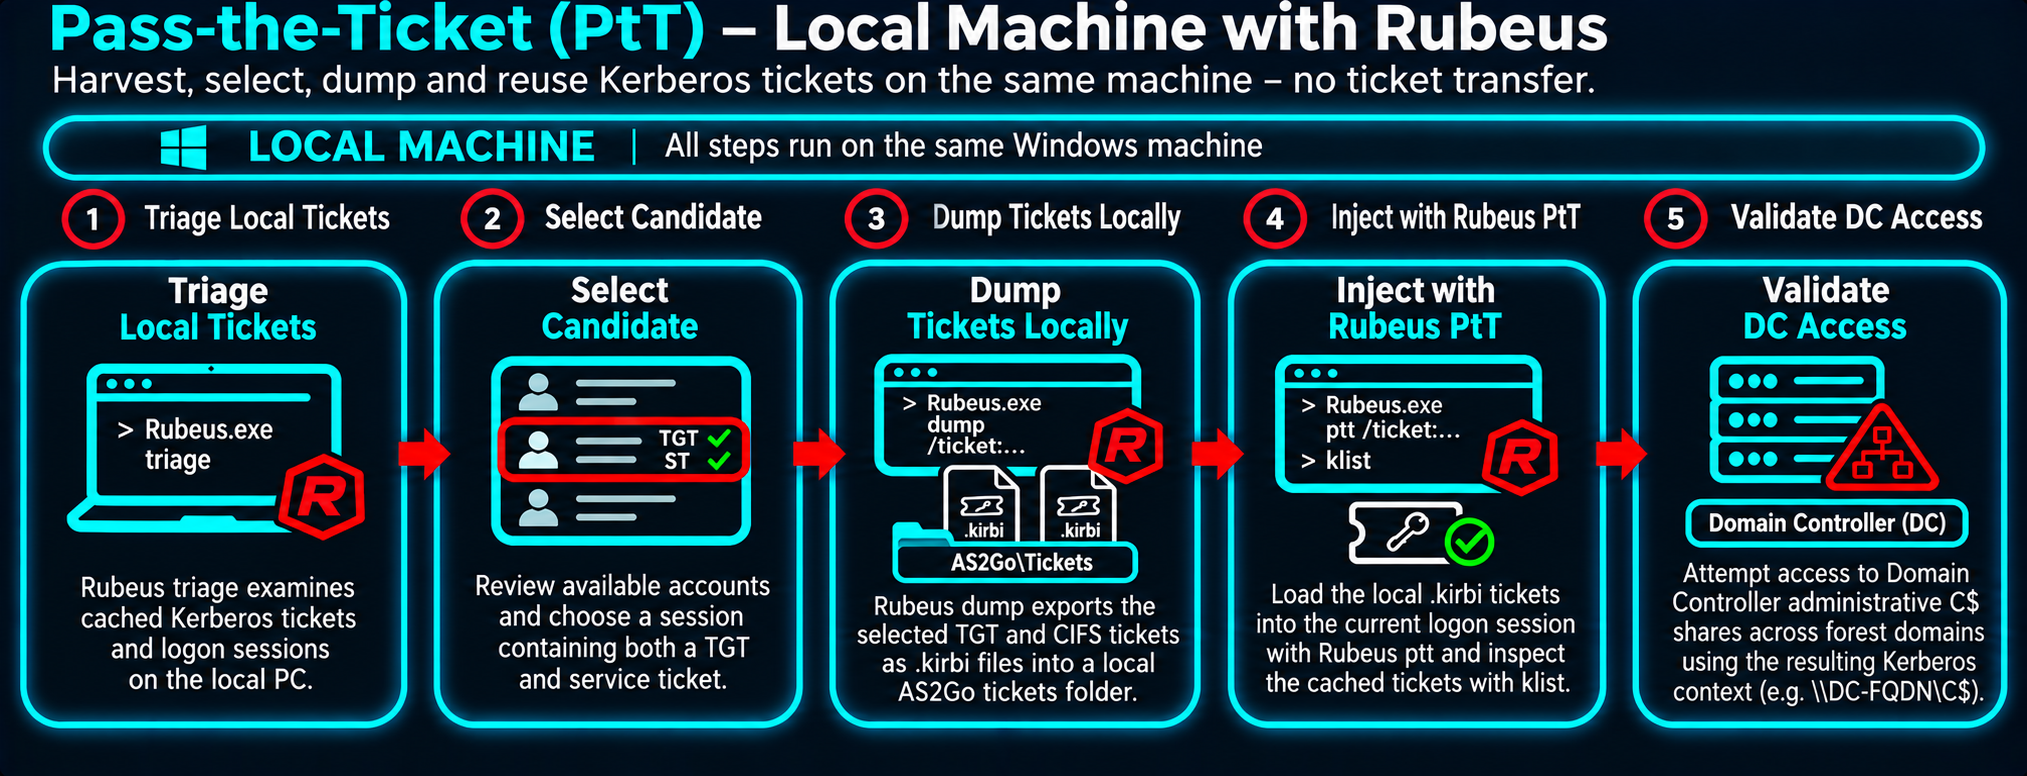 Pass-the-Ticket (PtT) – Local Machine with Rubeus
Harvest, select, dump and reuse Kerberos tickets on the same machine – no ticket transfer.
LOCAL MACHINE | All steps run on the same Windows machine
1 Triage Local Tickets
2 Select Candidate
3 Dump Tickets Locally
4 Inject with Rubeus PtT
5 Validate DC Access
Triage
Local Tickets
> Rubeus.exe
triage
R
Rubeus triage examines
cached Kerberos tickets
and logon sessions
on the local PC.
Select
Candidate
TGT
ST
Review available accounts
and choose a session
containing both a TGT
and service ticket.
Dump
Tickets Locally
> Rubeus.exe
dump
/ticket:...
R
.kirbi
.kirbi
AS2Go\Tickets
Rubeus dump exports the
selected TGT and CIFS tickets
as .kirbi files into a local
AS2Go tickets folder.
Inject with
Rubeus PtT
> Rubeus.exe
ptt /ticket:...
> klist
R
Load the local .kirbi tickets
into the current logon session
with Rubeus ptt and inspect
the cached tickets with klist.
Validate
DC Access
Domain Controller (DC)
Attempt access to Domain
Controller administrative C$
shares across forest domains
using the resulting Kerberos
context (e.g. \\DC-FQDN\C$).